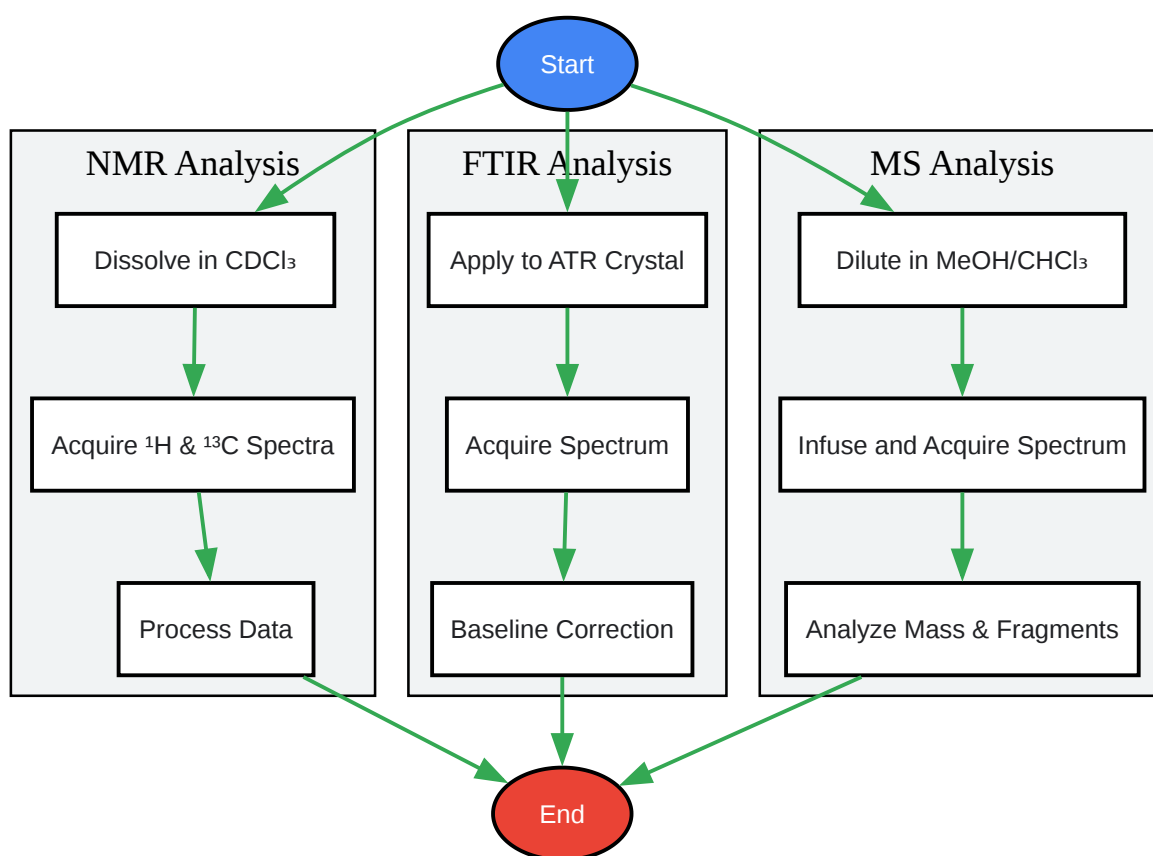 Start
NMR Analysis
Dissolve in CDCl₃
Acquire ¹H & ¹³C Spectra
Process Data
FTIR Analysis
Apply to ATR Crystal
Acquire Spectrum
Baseline Correction
MS Analysis
Dilute in MeOH/CHCl₃
Infuse and Acquire Spectrum
Analyze Mass & Fragments
End